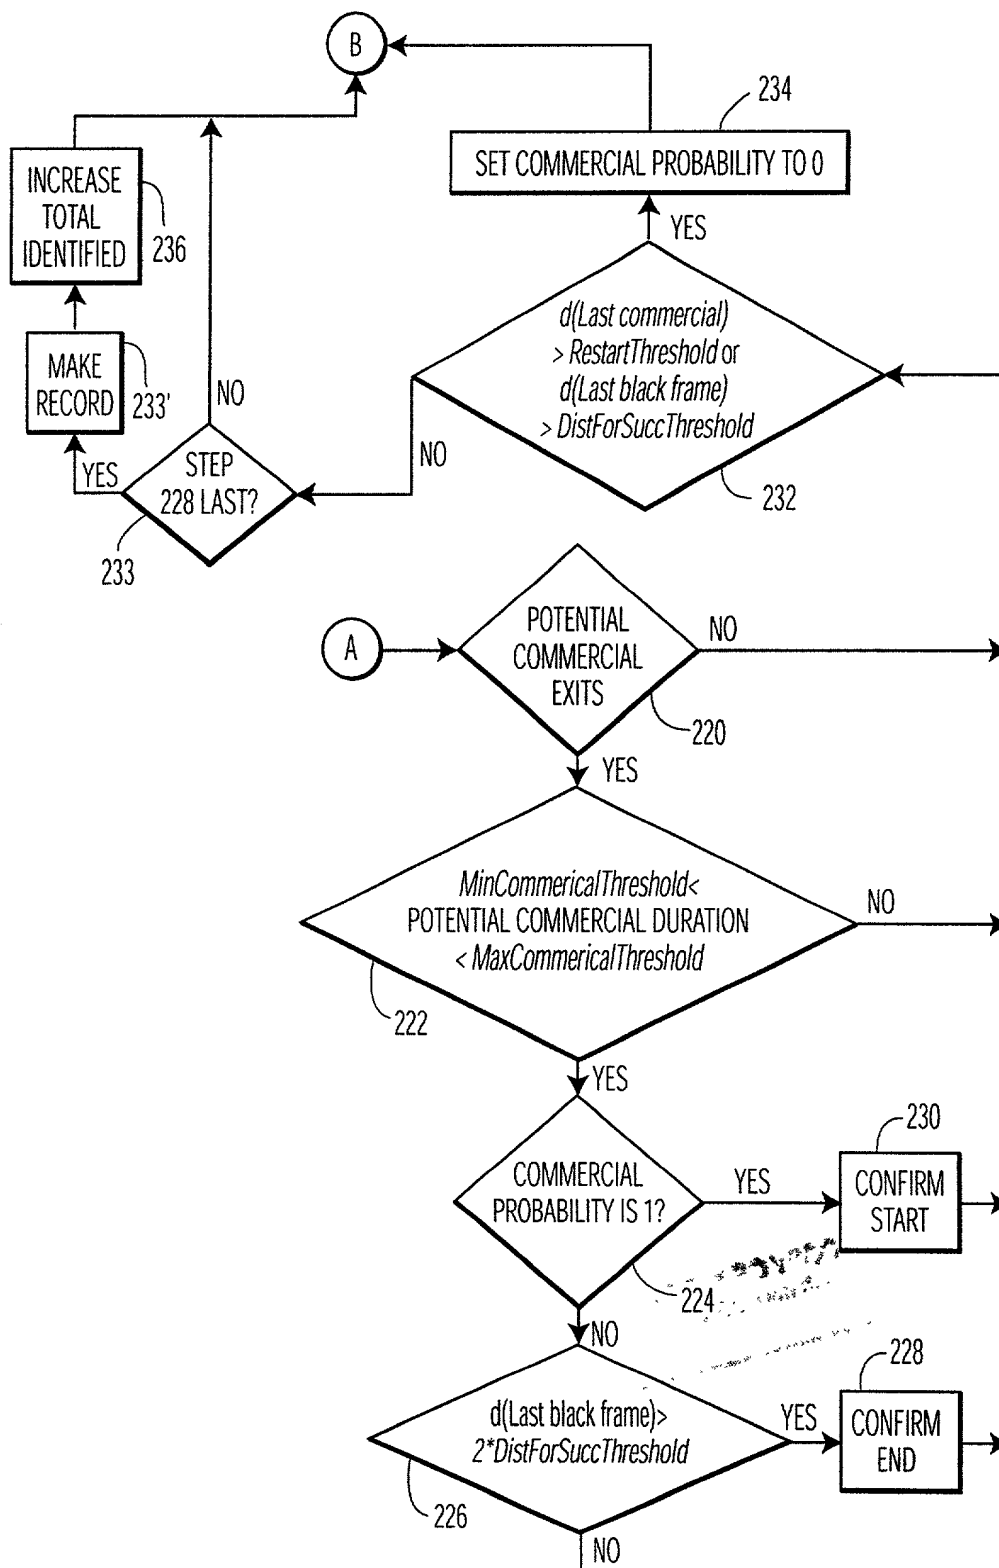 B
234
SET COMMERCIAL PROBABILITY TO 0
YES
INCREASE
TOTAL
IDENTIFIED
236
d(Last commercial)
> RestartThreshold or
d(Last black frame)
> DistForSuccThreshold
232
NO
MAKE
RECORD
233'
NO
YES
STEP
228 LAST?
233
A
POTENTIAL
COMMERCIAL
EXITS
NO
220
YES
MinCommericalThreshold<
POTENTIAL COMMERCIAL DURATION
< MaxCommericalThreshold
NO
222
YES
COMMERCIAL
PROBABILITY IS 1?
YES
230
CONFIRM
START
224
NO
d(Last black frame)>
2*DistForSuccThreshold
YES
228
CONFIRM
END
226
NO